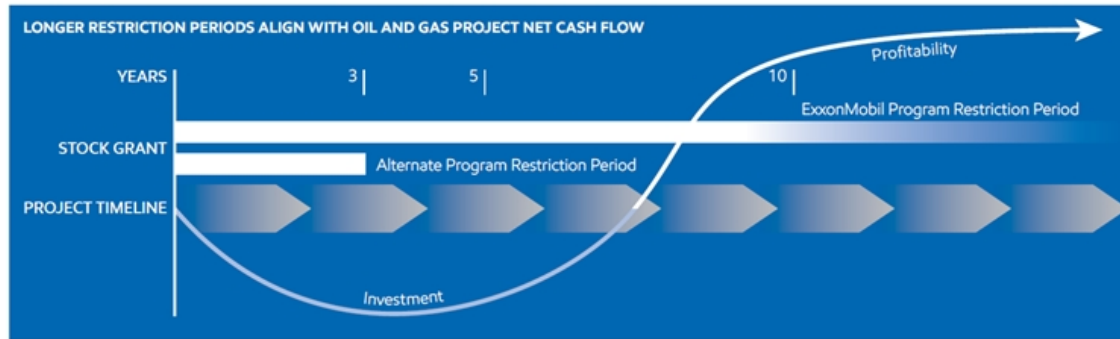 LONGER RESTRICTION PERIODS ALIGN WITH OIL AND GAS PROJECT NET CASH FLOW
Profitability
YEARS 3 5 10
ExxonMobil Program Restriction Period
STOCK GRANT
Alternate Program Restriction Period
PROJECT TIMELINE
Investment